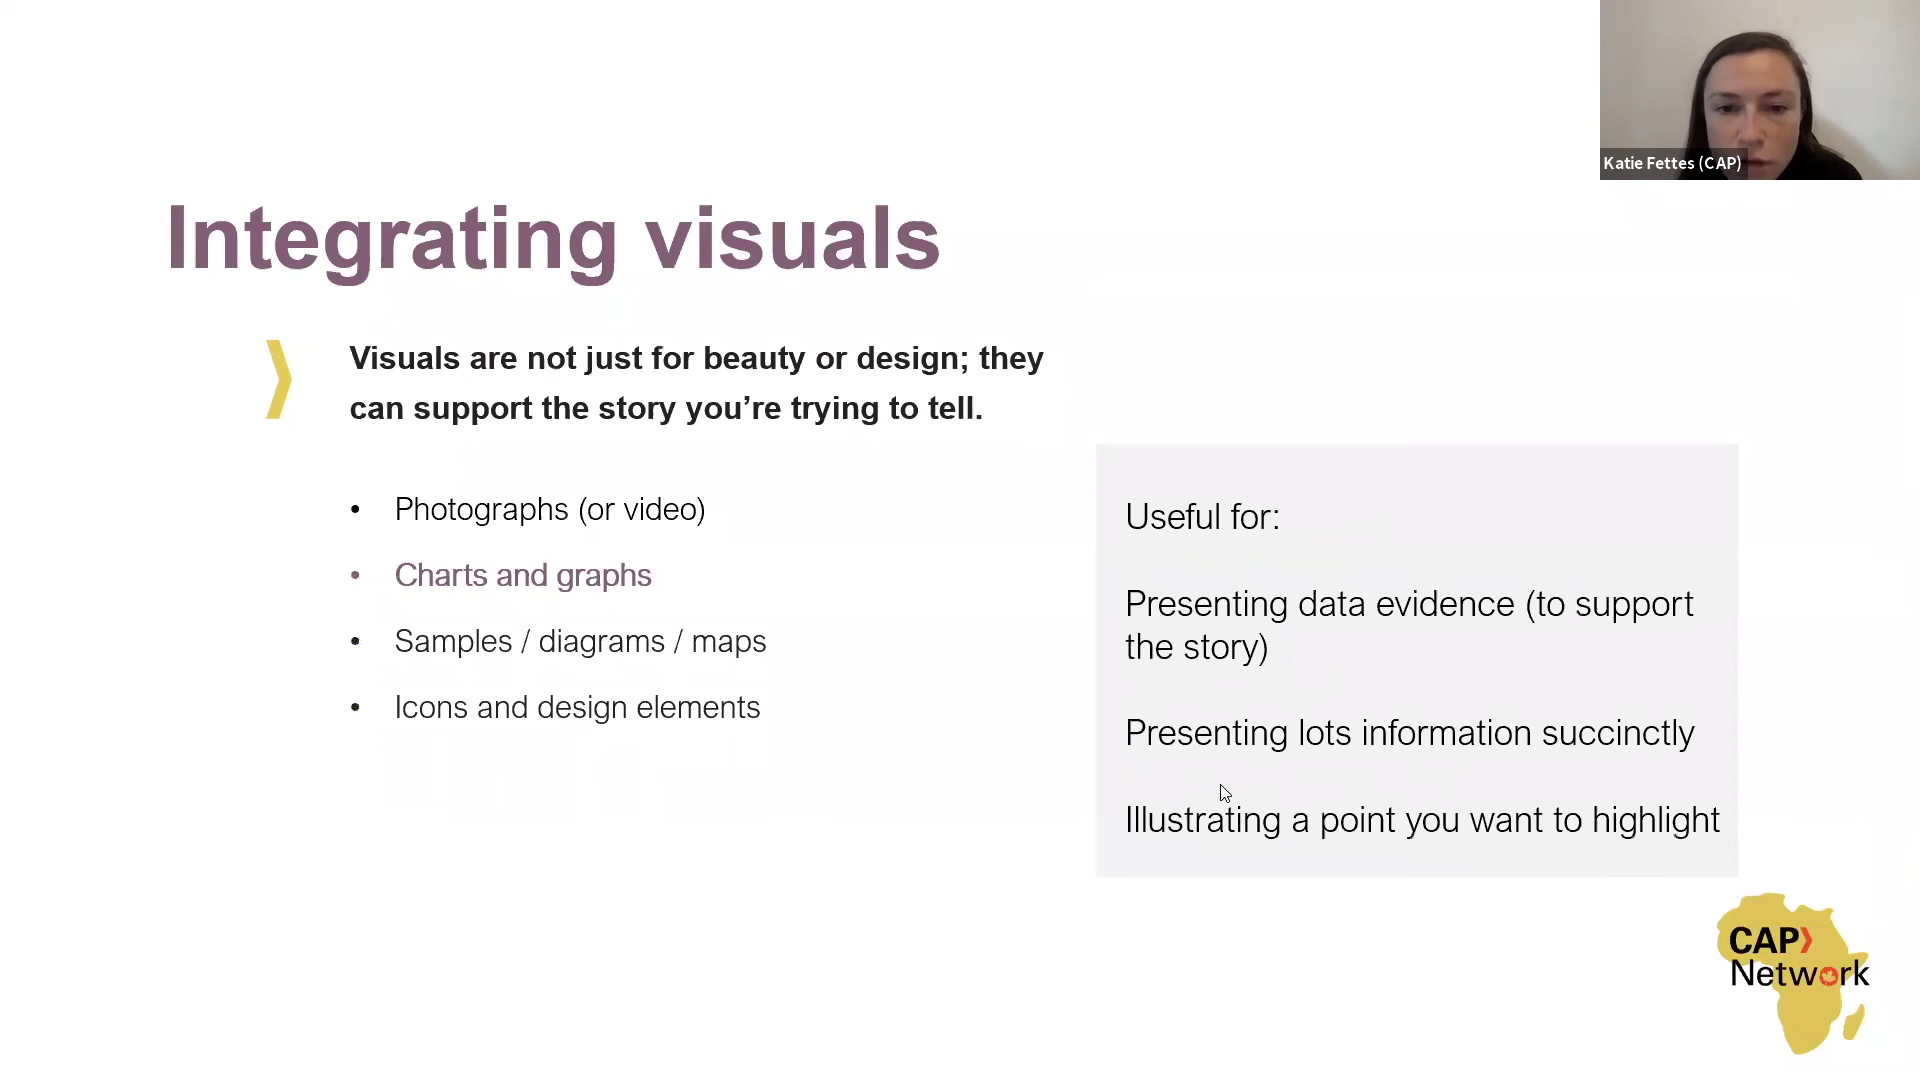 Katie Fettes (CAP)
Integrating visuals
Visuals are not just for beauty or design; they
can support the story you’re trying to tell.
• Photographs (or video)
• Charts and graphs
• Samples / diagrams / maps
• Icons and design elements
Useful for:
Presenting data evidence (to support
the story)
Presenting lots information succinctly
Illustrating a point you want to highlight
CAP
Network